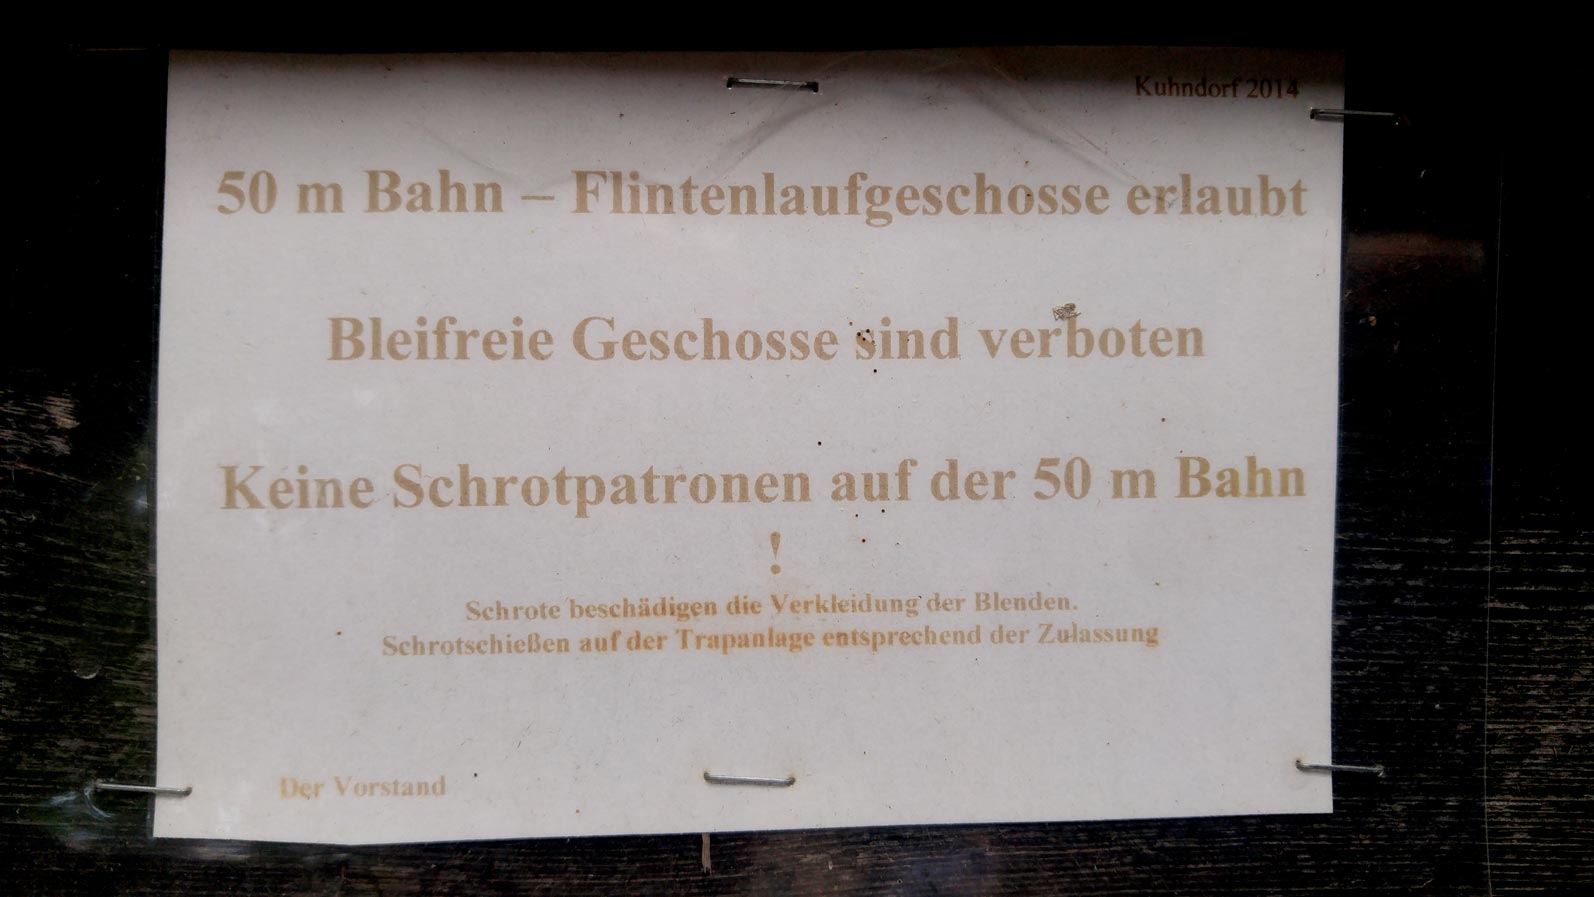 Kuhndorf 2014
50 m Bahn – Flintenlaufgeschosse erlaubt
Bleifreie Geschosse sind verboten
Keine Schrotpatronen auf der 50 m Bahn
!
Schrote beschädigen die Verkleidung der Blenden.
Schrotschießen auf der Trapanlage entsprechend der Zulassung
Der Vorstand